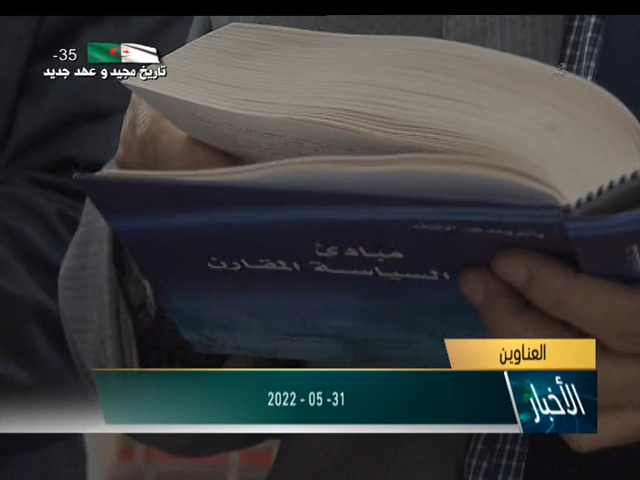 -35
تاريخ مجيد و عهد جديد
مبادئ
السياسة المقارن
العناوين
الأخبار
2022 - 05 -31